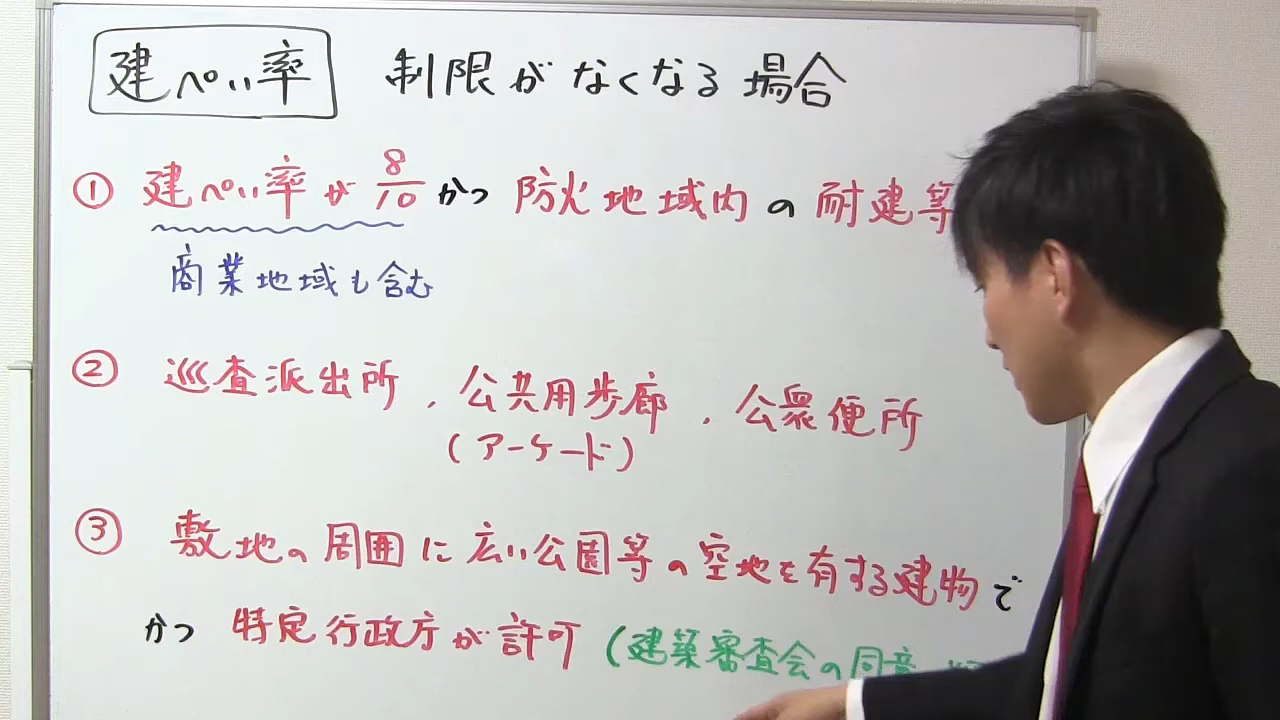 建ぺい率 制限がなくなる場合
① 建ぺい率が8/10かつ防火地域内の耐建等
商業地域も含む
② 巡査派出所、公共用歩廊、公衆便所
(アーケード)
③ 敷地の周囲に広い公園等の空地を有する建物で
かつ特定行政庁が許可(建築審査会の同意